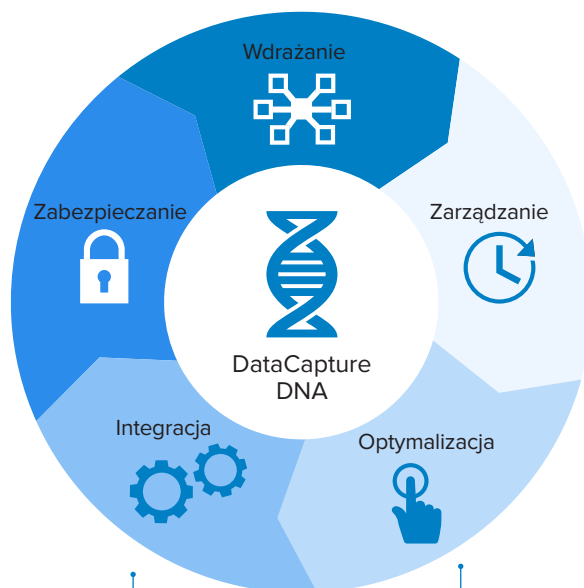 Wdrażanie
Zabezpieczanie
Zarządzanie
DataCapture
DNA
Integracja
Optymalizacja